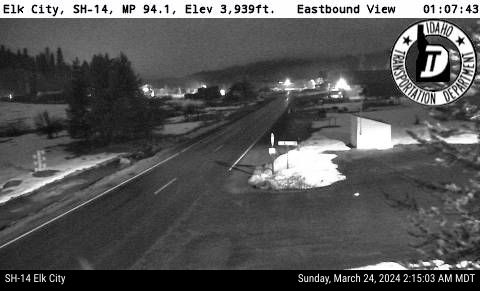 Elk City, SH-14, MP 94.1, Elev 3,939ft. Eastbound View 01:07:43
IDAHO
TRANSPORTATION DEPARTMENT
SH-14 Elk City Sunday, March 24, 2024 2:15:03 AM MDT